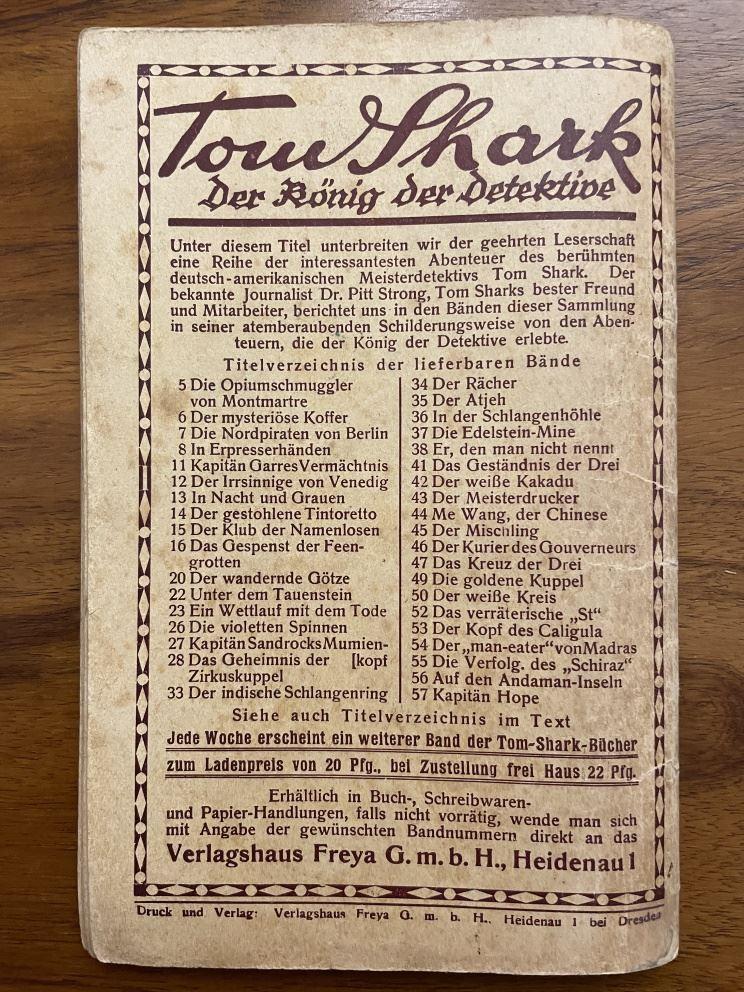 Tom Shark
Der König der Detektive
Unter diesem Titel unterbreiten wir der geehrten Leserschaft
eine Reihe der interessantesten Abenteuer des berühmten
deutsch-amerikanischen Meisterdetektivs Tom Shark. Der
bekannte Journalist Dr. Pitt Strong, Tom Sharks bester Freund
und Mitarbeiter, berichtet uns in den Bänden dieser Sammlung
in seiner atemberaubenden Schilderungsweise von den Aben-
teuern, die der König der Detektive erlebte.
Titelverzeichnis der lieferbaren Bände
5 Die Opiumschmuggler
von Montmartre
6 Der mysteriöse Koffer
7 Die Nordpiraten von Berlin
8 In Erpresserhänden
11 Kapitän Garres Vermächtnis
12 Der Irrsinnige von Venedig
13 In Nacht und Grauen
14 Der gestohlene Tintoretto
15 Der Klub der Namenlosen
16 Das Gespenst der Feen-
grotten
20 Der wandernde Götze
22 Unter dem Tauenstein
23 Ein Wettlauf mit dem Tode
26 Die violetten Spinnen
27 Kapitän Sandrocks Mumien-
28 Das Geheimnis der [kopf
Zirkuskuppel
33 Der indische Schlangenring
34 Der Rächer
35 Der Atjeh
36 In der Schlangenhöhle
37 Die Edelstein-Mine
38 Er, den man nicht nennt
41 Das Geständnis der Drei
42 Der weiße Kakadu
43 Der Meisterdrucker
44 Me Wang, der Chinese
45 Der Mischling
46 Der Kurier des Gouverneurs
47 Das Kreuz der Drei
49 Die goldene Kuppel
50 Der weiße Kreis
52 Das verräterische „St“
53 Der Kopf des Caligula
54 Der „man-eater“ von Madras
55 Die Verfolg. des „Schiraz“
56 Auf den Andaman-Inseln
57 Kapitän Hope
Siehe auch Titelverzeichnis im Text
Jede Woche erscheint ein weiterer Band der Tom-Shark-Bücher
zum Ladenpreis von 20 Pfg., bei Zustellung frei Haus 22 Pfg.
Erhältlich in Buch-, Schreibwaren-
und Papier-Handlungen, falls nicht vorrätig, wende man sich
mit Angabe der gewünschten Bandnummern direkt an das
Verlagshaus Freya G. m. b. H., Heidenau 1
Druck und Verlag: Verlagshaus Freya G. m. b. H., Heidenau 1 bei Dresden